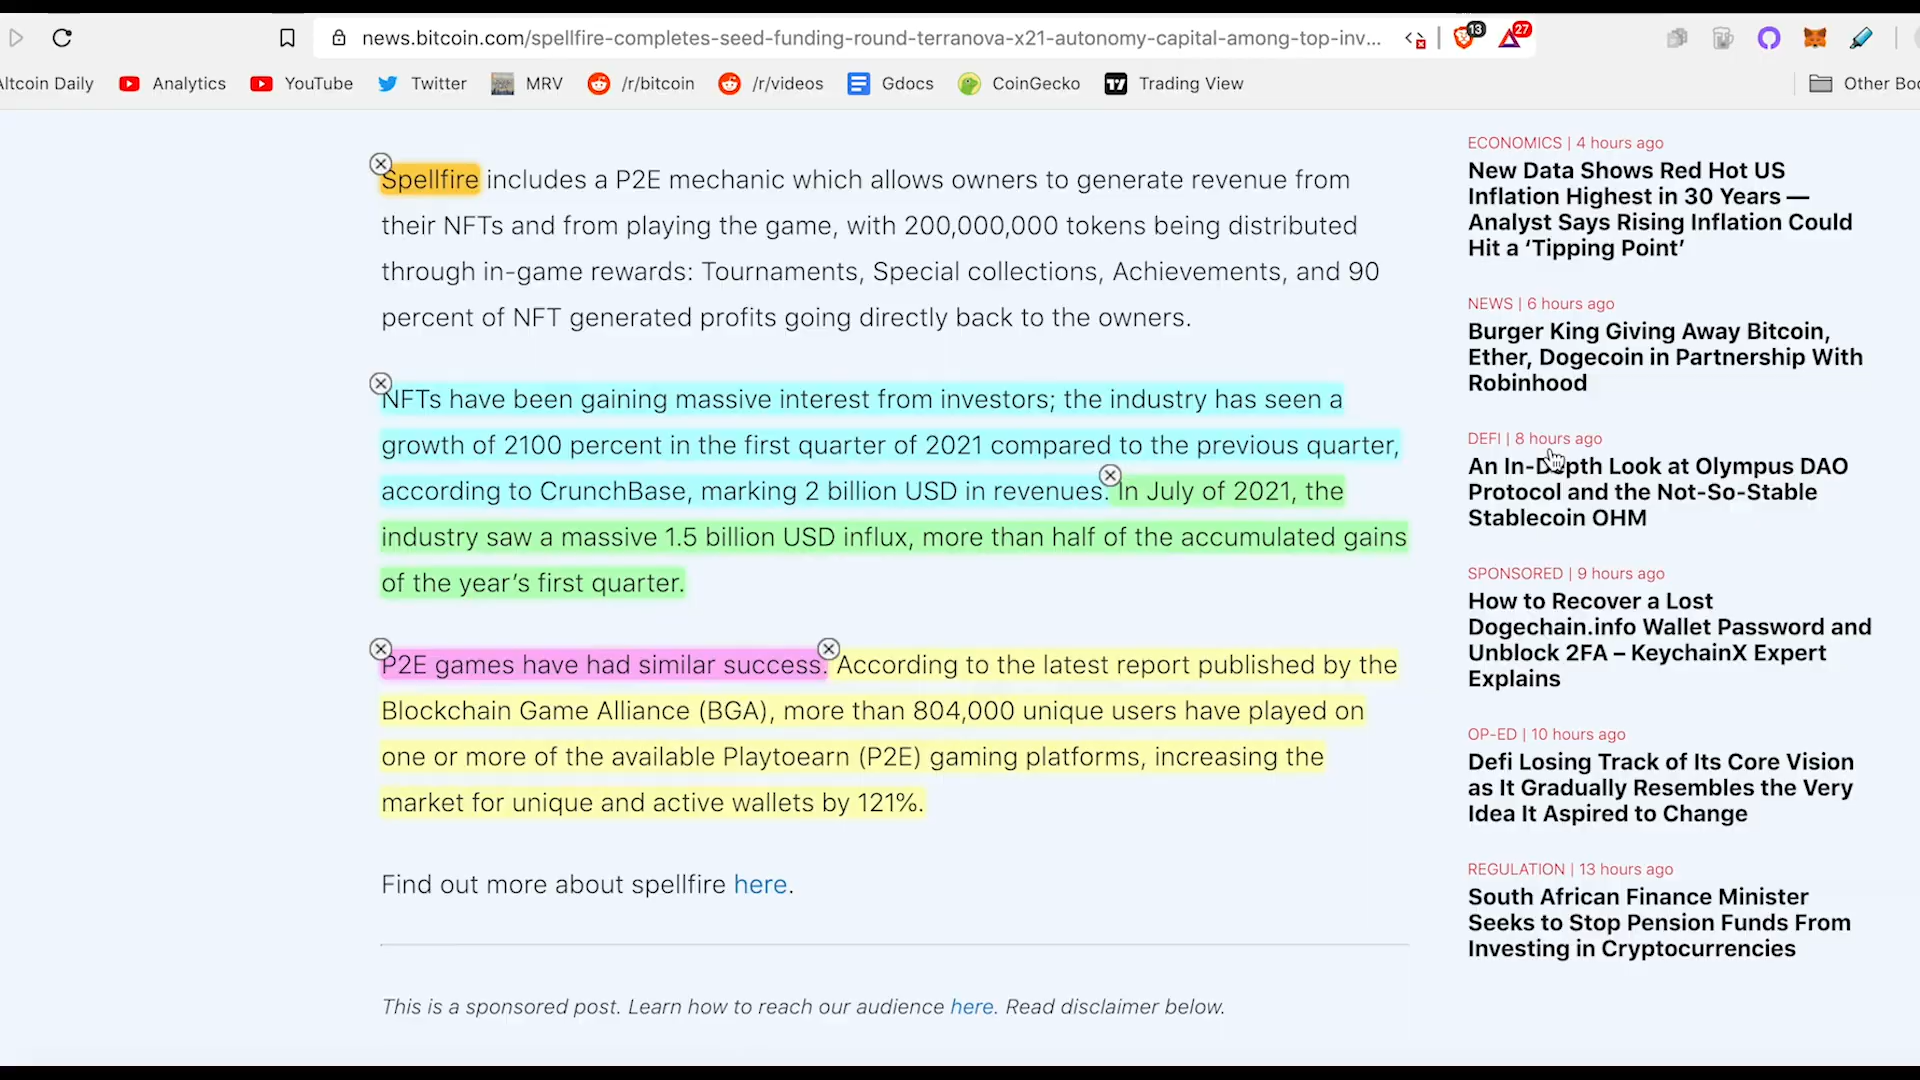 news.bitcoin.com/spellfire-completes-seed-funding-round-terranova-x21-autonomy-capital-among-top-inv...
13
27
Altcoin Daily
Analytics
YouTube
Twitter
MRV
/r/bitcoin
/r/videos
Gdocs
CoinGecko
Trading View
Other Boo
Spellfire includes a P2E mechanic which allows owners to generate revenue from
their NFTs and from playing the game, with 200,000,000 tokens being distributed
through in-game rewards: Tournaments, Special collections, Achievements, and 90
percent of NFT generated profits going directly back to the owners.
NFTs have been gaining massive interest from investors; the industry has seen a
growth of 2100 percent in the first quarter of 2021 compared to the previous quarter,
according to CrunchBase, marking 2 billion USD in revenues. In July of 2021, the
industry saw a massive 1.5 billion USD influx, more than half of the accumulated gains
of the year’s first quarter.
P2E games have had similar success. According to the latest report published by the
Blockchain Game Alliance (BGA), more than 804,000 unique users have played on
one or more of the available Playtoearn (P2E) gaming platforms, increasing the
market for unique and active wallets by 121%.
Find out more about spellfire here.
This is a sponsored post. Learn how to reach our audience here. Read disclaimer below.
ECONOMICS | 4 hours ago
New Data Shows Red Hot US
Inflation Highest in 30 Years —
Analyst Says Rising Inflation Could
Hit a ‘Tipping Point’
NEWS | 6 hours ago
Burger King Giving Away Bitcoin,
Ether, Dogecoin in Partnership With
Robinhood
DEFI | 8 hours ago
An In-Depth Look at Olympus DAO
Protocol and the Not-So-Stable
Stablecoin OHM
SPONSORED | 9 hours ago
How to Recover a Lost
Dogechain.info Wallet Password and
Unblock 2FA – KeychainX Expert
Explains
OP-ED | 10 hours ago
Defi Losing Track of Its Core Vision
as It Gradually Resembles the Very
Idea It Aspired to Change
REGULATION | 13 hours ago
South African Finance Minister
Seeks to Stop Pension Funds From
Investing in Cryptocurrencies